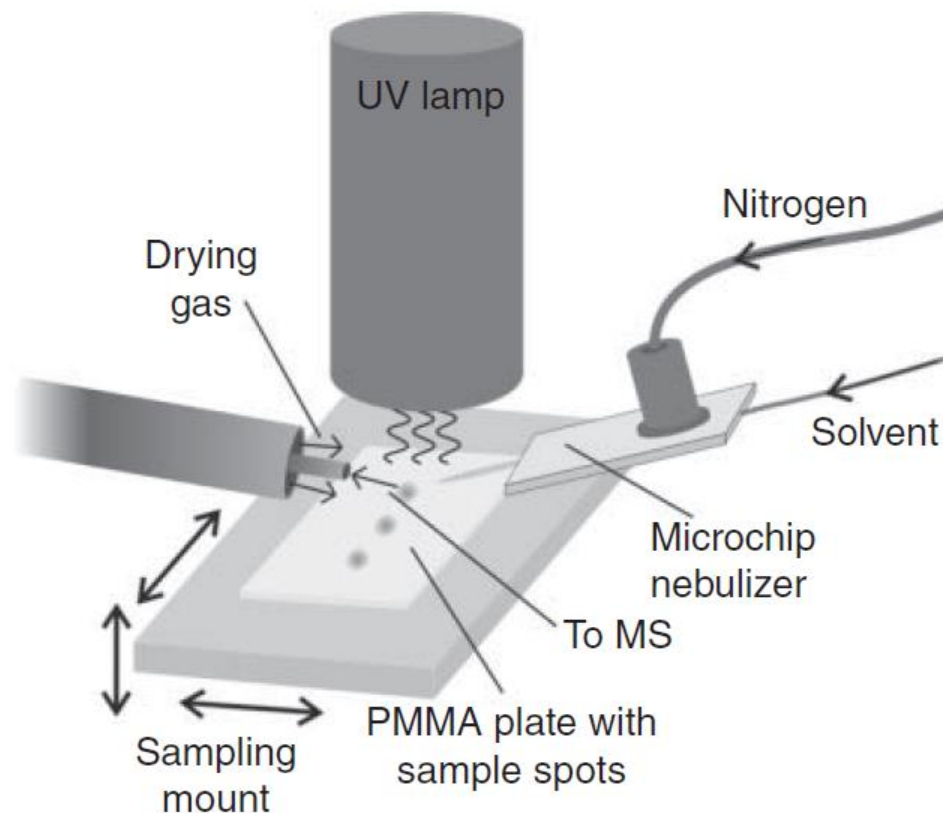 UV lamp
Nitrogen
Drying
gas
Solvent
Microchip
nebulizer
To MS
PMMA plate with
sample spots
Sampling
mount